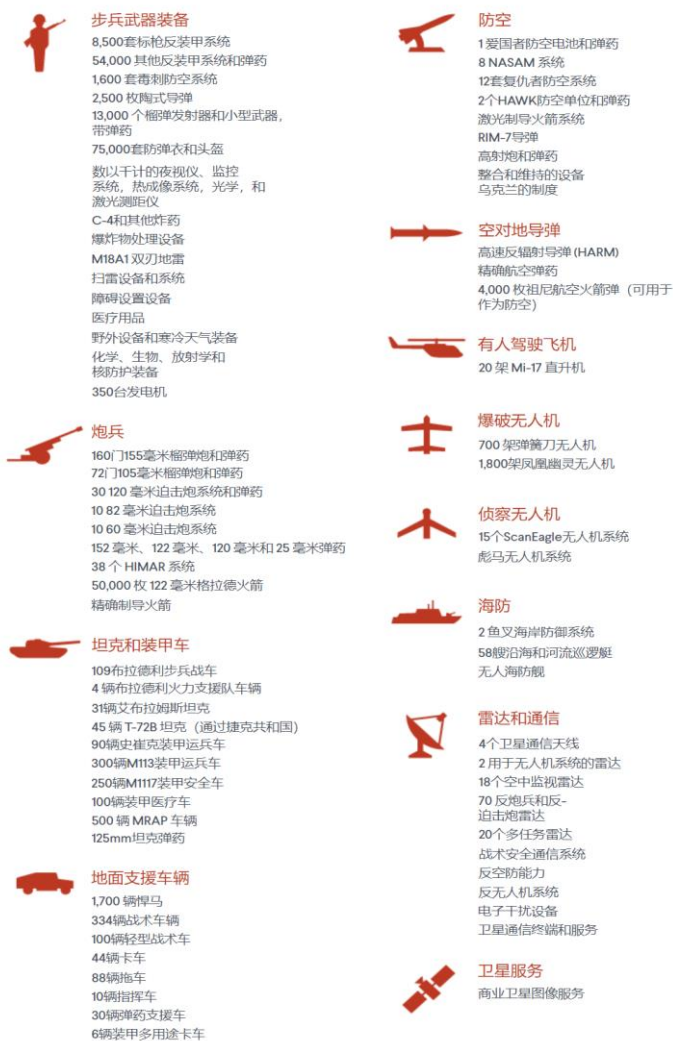 步兵武器装备
8,500套标枪反装甲系统
54,000 其他反装甲系统和弹药
1,600 套毒刺防空系统
2,500 枚陶式导弹
13,000 个榴弹发射器和小型武器，
带弹药
75,000套防弹衣和头盔
数以千计的夜视仪、监控
系统，热成像系统，光学，和
激光测距仪
C-4和其他炸药
爆炸物处理设备
M18A1 双刃地雷
扫雷设备和系统
障碍设置设备
医疗用品
野外设备和寒冷天气装备
化学、生物、放射学和
核防护装备
350台发电机
炮兵
160门155毫米榴弹炮和弹药
72门105毫米榴弹炮和弹药
30 120 毫米迫击炮系统和弹药
10 82 毫米迫击炮系统
10 60 毫米迫击炮系统
152 毫米、122 毫米、120 毫米和 25 毫米弹药
38 个 HIMAR 系统
50,000 枚 122 毫米格拉德火箭
精确制导火箭
坦克和装甲车
109布拉德利步兵战车
4 辆布拉德利火力支援队车辆
31辆艾布拉姆斯坦克
45 辆 T-72B 坦克（通过捷克共和国）
90辆史崔克装甲运兵车
300辆M113装甲运兵车
250辆M1117装甲安全车
100辆装甲医疗车
500 辆 MRAP 车辆
125mm坦克弹药
地面支援车辆
1,700 辆悍马
334辆战术车辆
100辆轻型战术车
44辆卡车
88辆拖车
10辆指挥车
30辆弹药支援车
6辆装甲多用途卡车
防空
1 爱国者防空电池和弹药
8 NASAM 系统
12套复仇者防空系统
2个HAWK防空单位和弹药
激光制导火箭系统
RIM-7导弹
高射炮和弹药
整合和维持的设备
乌克兰的制度
空对地导弹
高速反辐射导弹 (HARM)
精确航空弹药
4,000 枚祖尼航空火箭弹（可用于
作为防空）
有人驾驶飞机
20 架 Mi-17 直升机
爆破无人机
700 架弹簧刀无人机
1,800架凤凰幽灵无人机
侦察无人机
15个ScanEagle无人机系统
彪马无人机系统
海防
2 鱼叉海岸防御系统
58艘沿海和河流巡逻艇
无人海防舰
雷达和通信
4个卫星通信天线
2 用于无人机系统的雷达
18个空中监视雷达
70 反炮兵和反-
迫击炮雷达
20个多任务雷达
战术安全通信系统
反空防能力
反无人机系统
电子干扰设备
卫星通信终端和服务
卫星服务
商业卫星图像服务